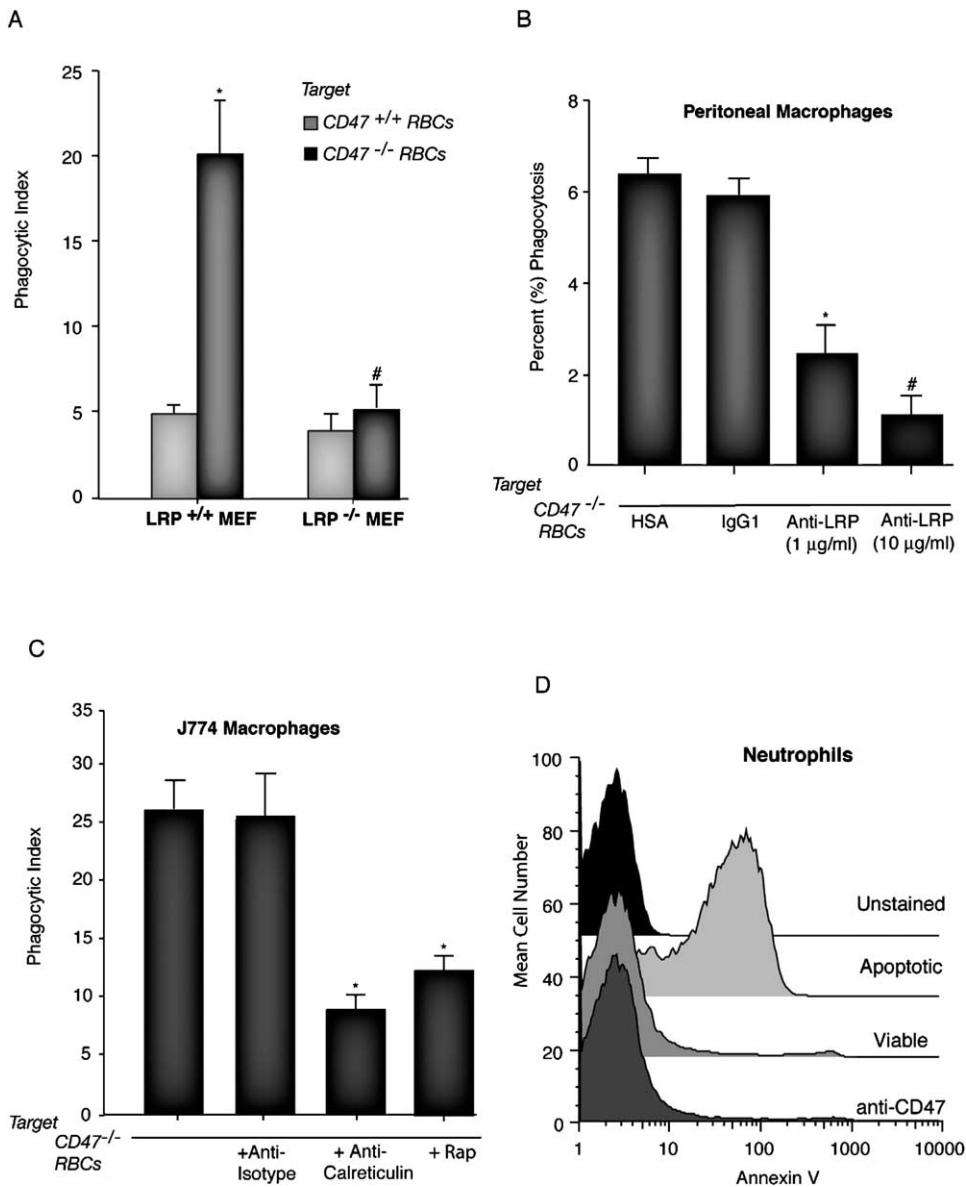 A
Phagocytic Index
25
20
15
10
5
0
*
#
Target
CD47 +/+ RBCs
CD47 -/- RBCs
LRP +/+ MEF
LRP -/- MEF
B
Peritoneal Macrophages
Percent (%) Phagocytosis
8
6
4
2
0
*
#
Target
CD47 -/-
RBCs
HSA
IgG1
Anti-LRP
(1 µg/ml)
Anti-LRP
(10 µg/ml)
C
J774 Macrophages
Phagocytic Index
35
30
25
20
15
10
5
0
*
*
Target
CD47-/-
RBCs
+Anti-
Isotype
+ Anti-
Calreticulin
+ Rap
D
Neutrophils
Mean Cell Number
100
80
60
40
20
0
Unstained
Apoptotic
Viable
anti-CD47
1
10
100
1000
10000
Annexin V